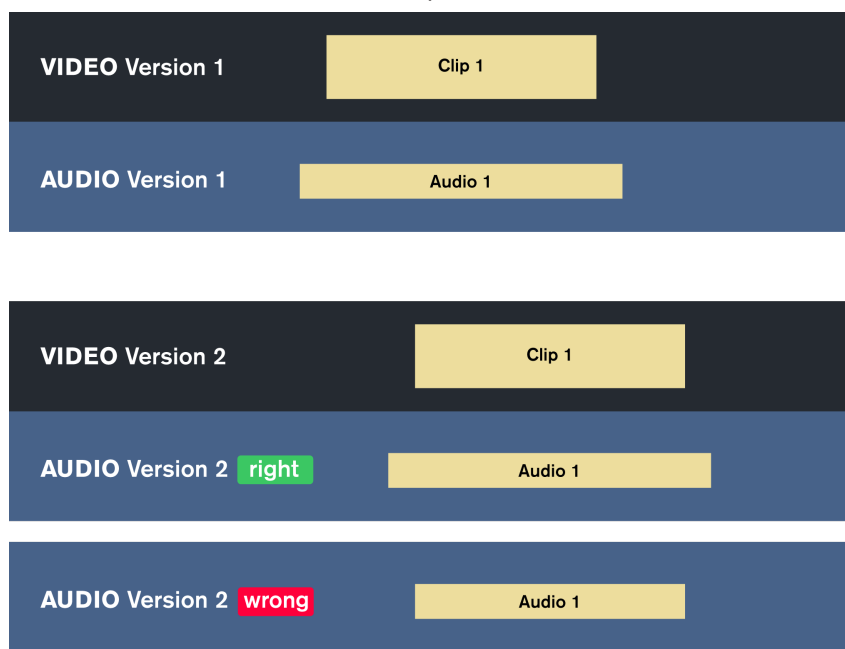 VIDEO Version 1
Clip 1
AUDIO Version 1
Audio 1
VIDEO Version 2
Clip 1
AUDIO Version 2 right
Audio 1
AUDIO Version 2 wrong
Audio 1